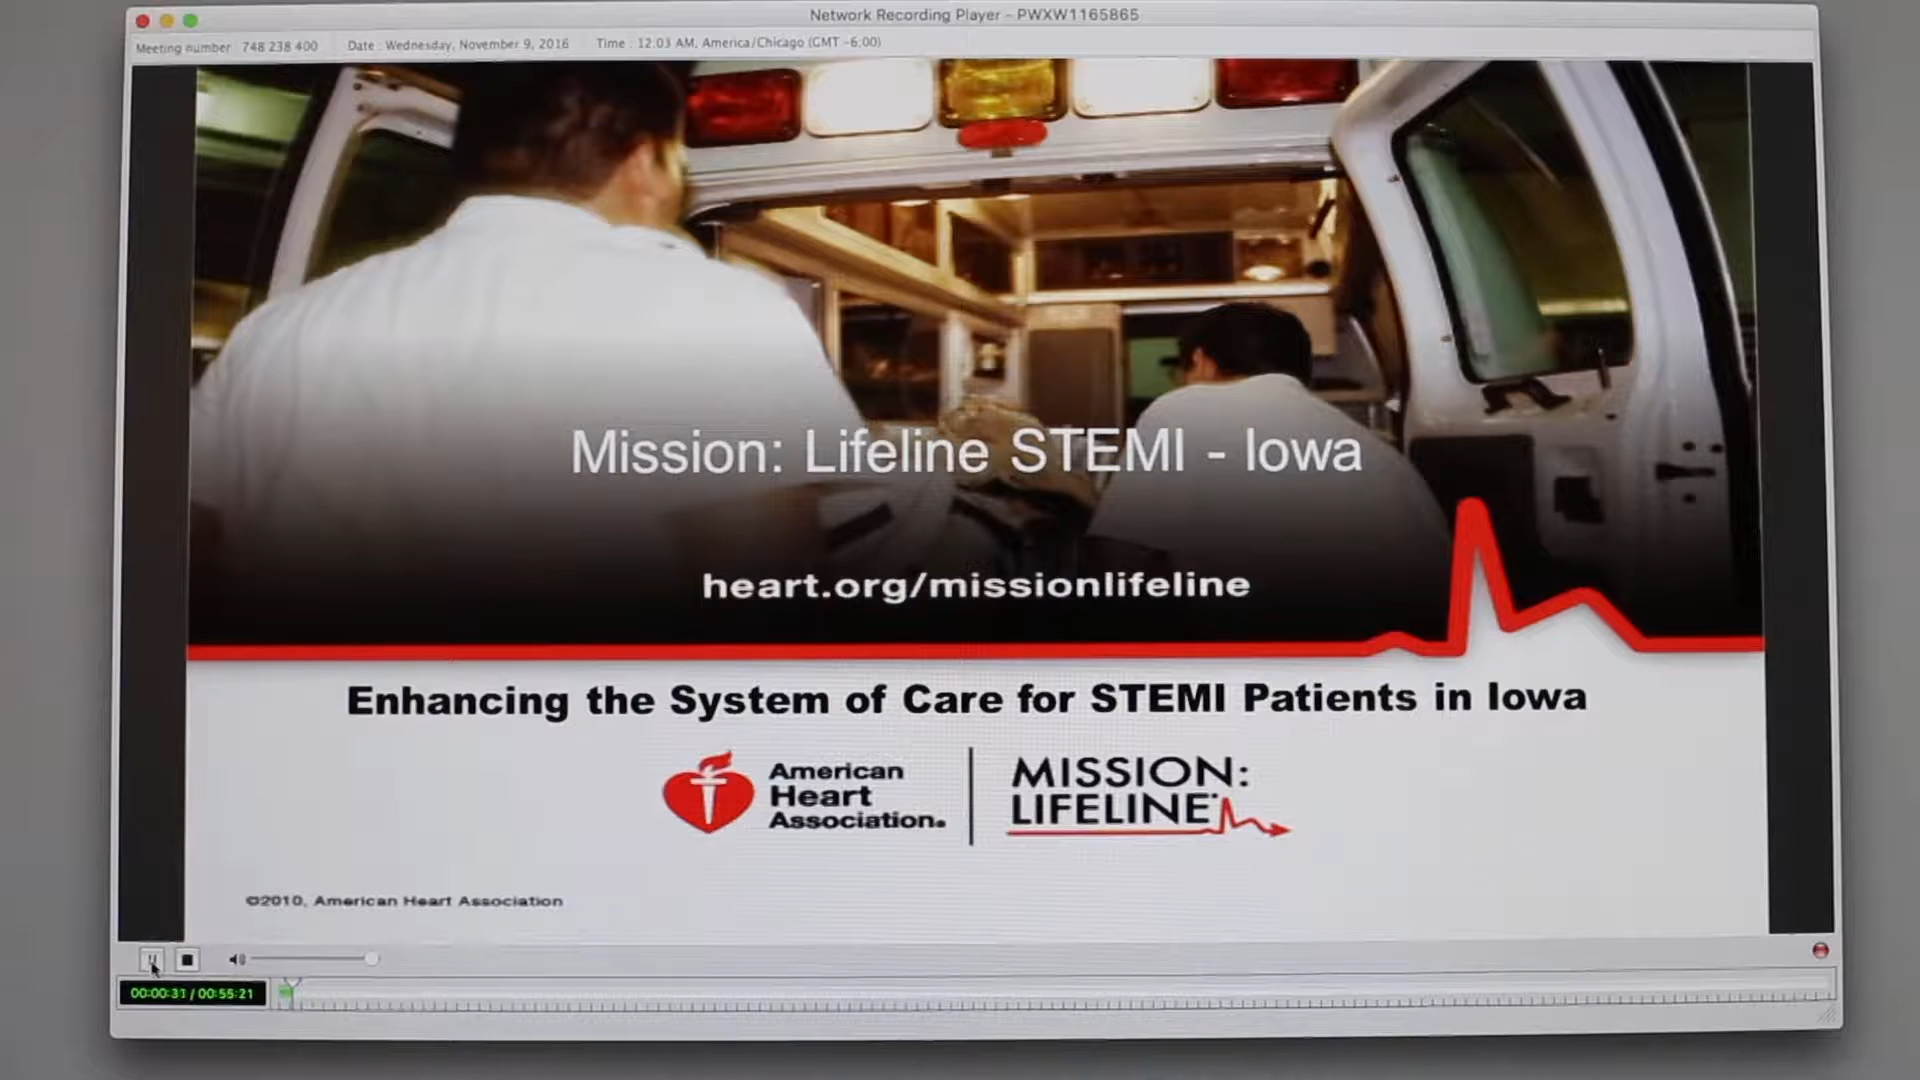 Network Recording Player - PWXW1165865
Meeting number : 748 238 400 Date : Wednesday, November 9, 2016 Time : 12:03 AM, America/Chicago (GMT -6:00)
Mission: Lifeline STEMI - Iowa
heart.org/missionlifeline
Enhancing the System of Care for STEMI Patients in Iowa
American
Heart
Association.
MISSION:
LIFELINE
©2010, American Heart Association
00:00:31 / 00:55:21